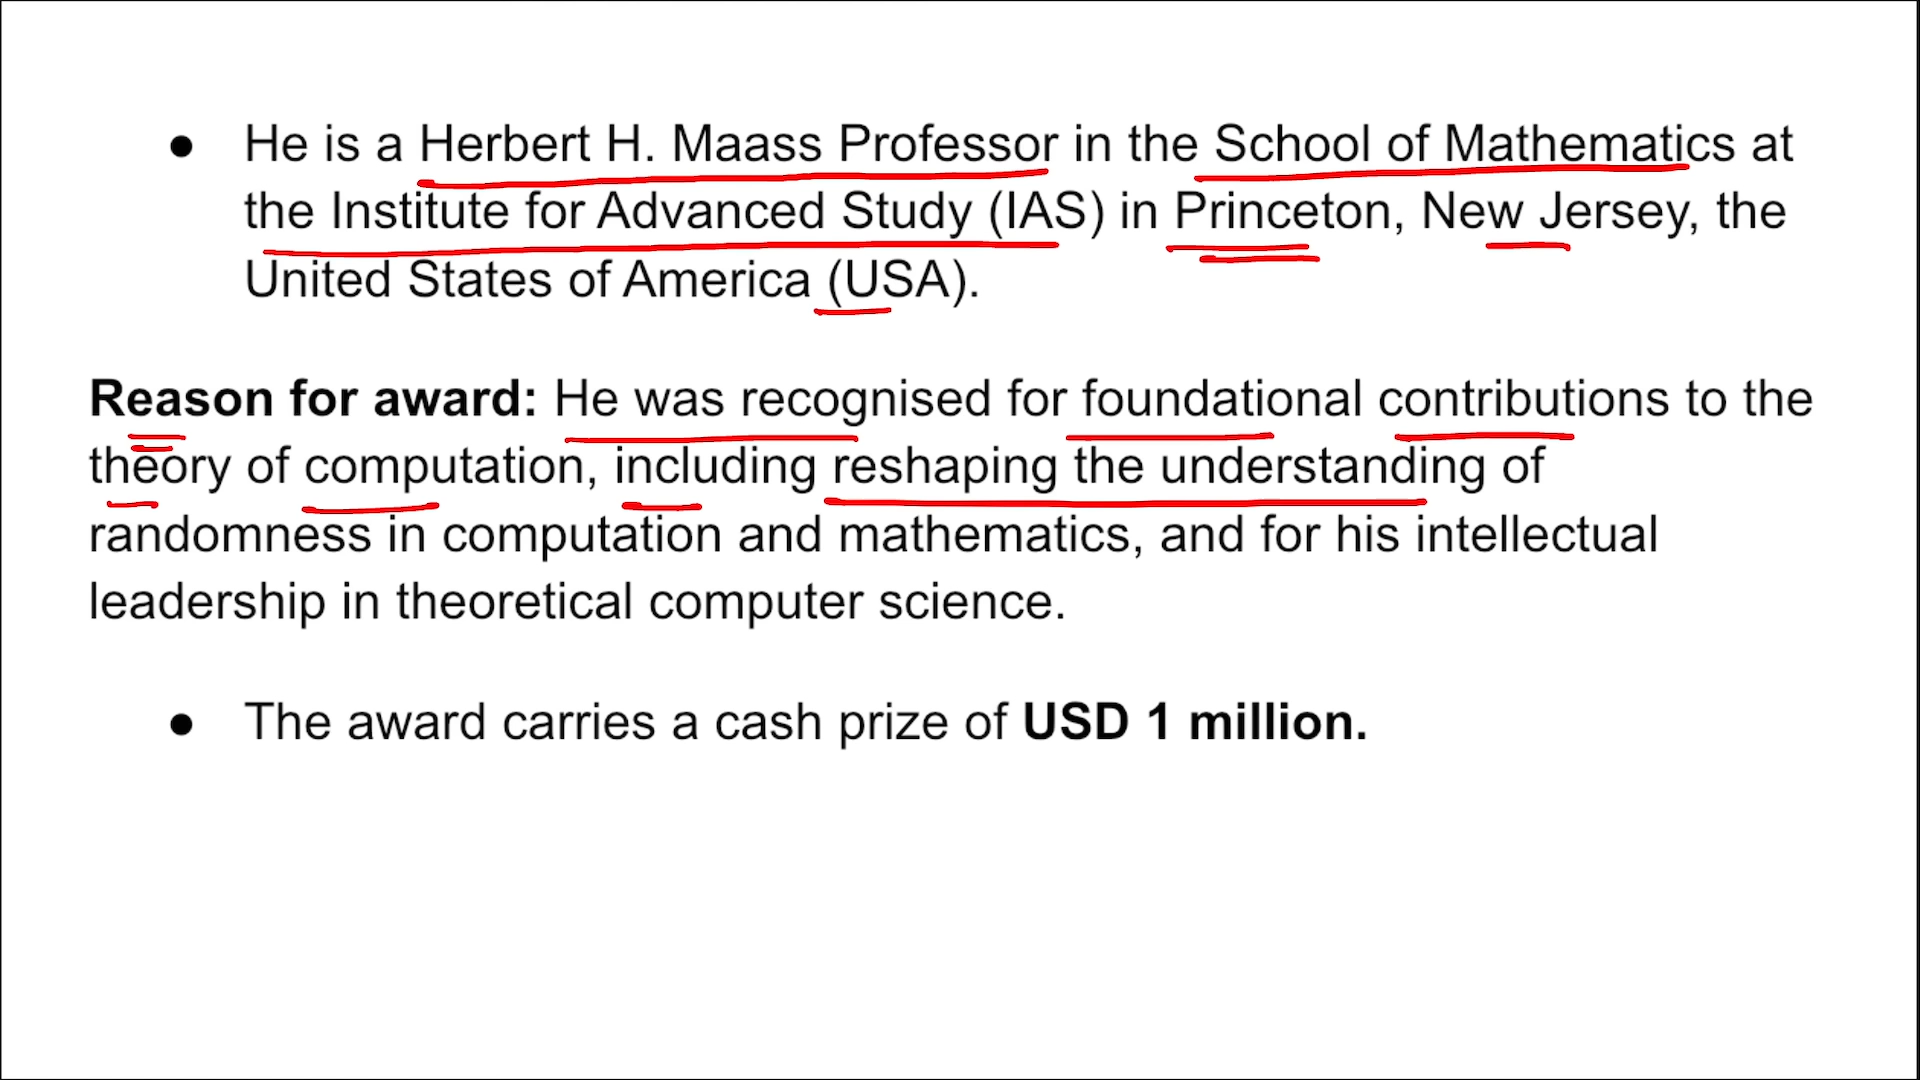 ● He is a Herbert H. Maass Professor in the School of Mathematics at
the Institute for Advanced Study (IAS) in Princeton, New Jersey, the
United States of America (USA).
Reason for award: He was recognised for foundational contributions to the
theory of computation, including reshaping the understanding of
randomness in computation and mathematics, and for his intellectual
leadership in theoretical computer science.
● The award carries a cash prize of USD 1 million.